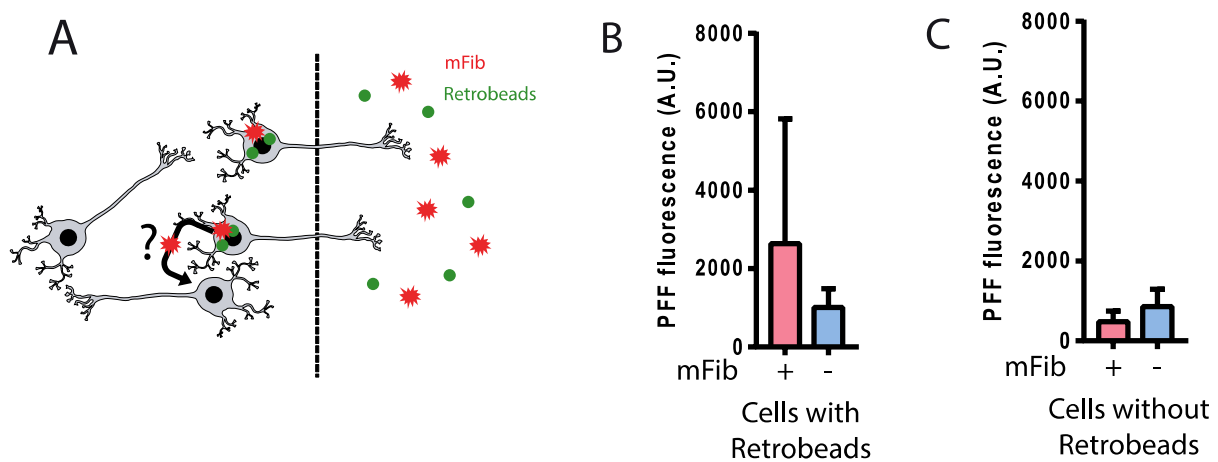 A
mFib
Retrobeads
?
B
PFF fluorescence (A.U.)
8000
6000
4000
2000
0
mFib + -
Cells with
Retrobeads
C
PFF fluorescence (A.U.)
8000
6000
4000
2000
0
mFib + -
Cells without
Retrobeads